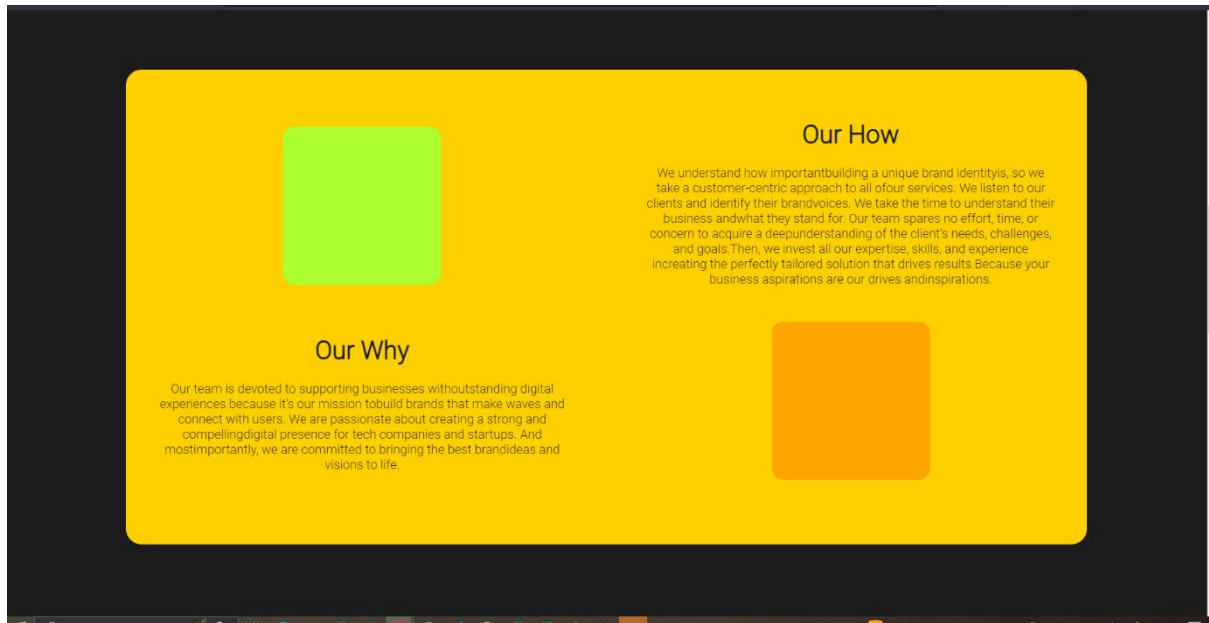 Our Why
Our team is devoted to supporting businesses withoutstanding digital
experiences because it's our mission tobuild brands that make waves and
connect with users. We are passionate about creating a strong and
compellingdigital presence for tech companies and startups. And
mostimportantly, we are committed to bringing the best brandideas and
visions to life.
Our How
We understand how importantbuilding a unique brand identityis, so we
take a customer-centric approach to all ofour services. We listen to our
clients and identify their brandvoices. We take the time to understand their
business andwhat they stand for. Our team spares no effort, time, or
concern to acquire a deepunderstanding of the client's needs, challenges,
and goals.Then, we invest all our expertise, skills, and experience
increating the perfectly tailored solution that drives results.Because your
business aspirations are our drives andinspirations.